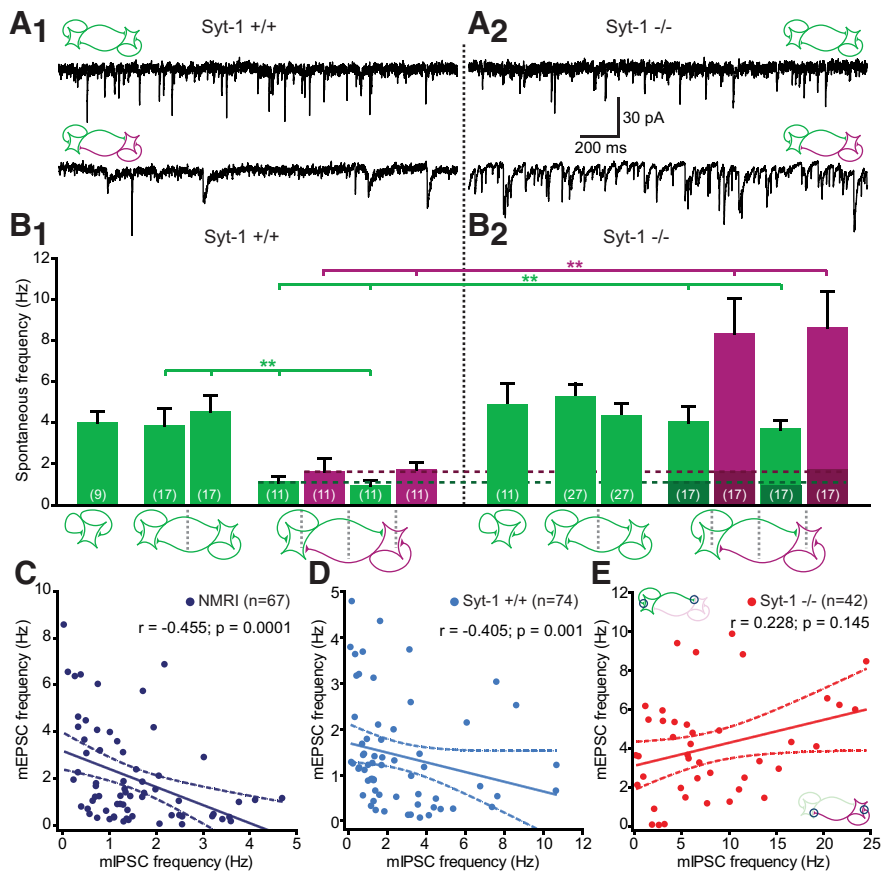 A1 Syt-1 +/+ A2 Syt-1 -/-
30 pA
200 ms
B1 Syt-1 +/+ B2 Syt-1 -/-
Spontaneous frequency (Hz)
12
10
8
6
4
2
0
**
**
**
(9) (17) (17) (11) (11) (11) (11) (11) (27) (27) (17) (17) (17) (17)
C
NMRI (n=67)
r = -0.455; p = 0.0001
mEPSC frequency (Hz)
10
8
6
4
2
0
0 1 2 3 4 5
mIPSC frequency (Hz)
D
Syt-1 +/+ (n=74)
r = -0.405; p = 0.001
mEPSC frequency (Hz)
5
4
3
2
1
0
0 2 4 6 8 10 12
mIPSC frequency (Hz)
E
Syt-1 -/- (n=42)
r = 0.228; p = 0.145
mEPSC frequency (Hz)
12
10
8
6
4
2
0
0 5 10 15 20 25
mIPSC frequency (Hz)